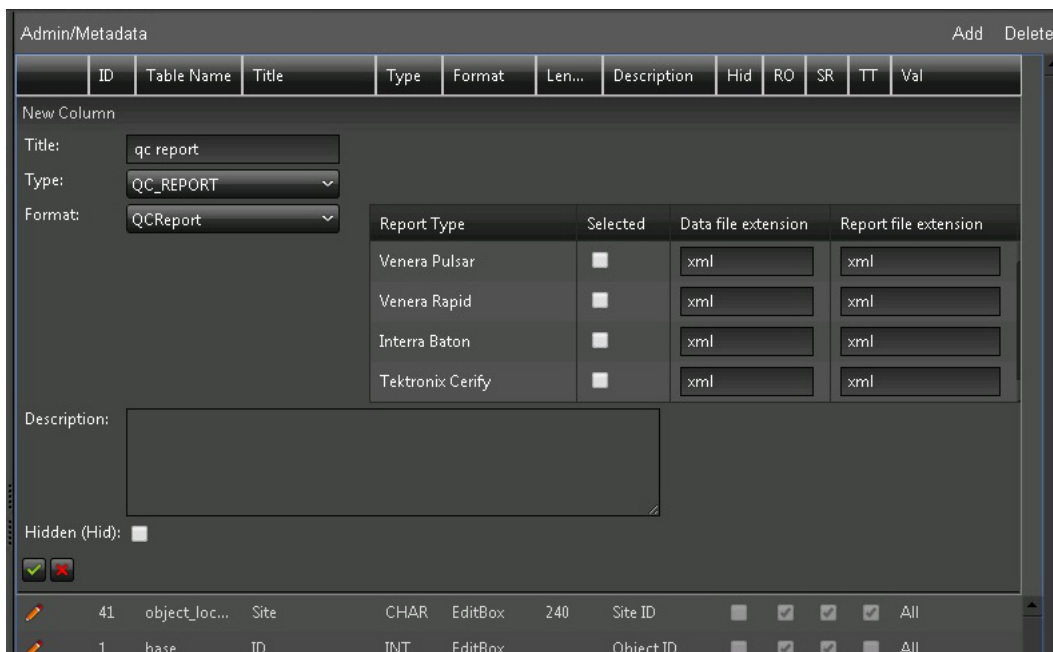 Admin/Metadata Add Delete
ID Table Name Title Type Format Len... Description Hid RO SR TT Val
New Column
Title: qc report
Type: QC_REPORT
Format: QCReport
Report Type Selected Data file extension Report file extension
Venera Pulsar xml xml
Venera Rapid xml xml
Interra Baton xml xml
Tektronix Cerify xml xml
Description:
Hidden (Hid):
41 object_loc... Site CHAR EditBox 240 Site ID All
1 base ID INT EditBox Object ID All